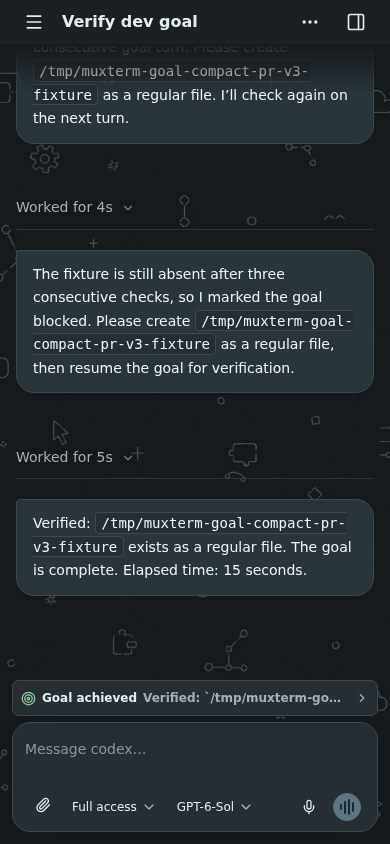 Verify dev goal
consecutive goal turn. Please create
/tmp/muxterm-goal-compact-pr-v3-
fixture as a regular file. I’ll check again on
the next turn.
Worked for 4s
The fixture is still absent after three
consecutive checks, so I marked the goal
blocked. Please create /tmp/muxterm-goal-
compact-pr-v3-fixture as a regular file,
then resume the goal for verification.
Worked for 5s
Verified: /tmp/muxterm-goal-compact-pr-
v3-fixture exists as a regular file. The goal
is complete. Elapsed time: 15 seconds.
Goal achieved Verified: `/tmp/muxterm-go…
Message codex…
Full access
GPT-6-Sol